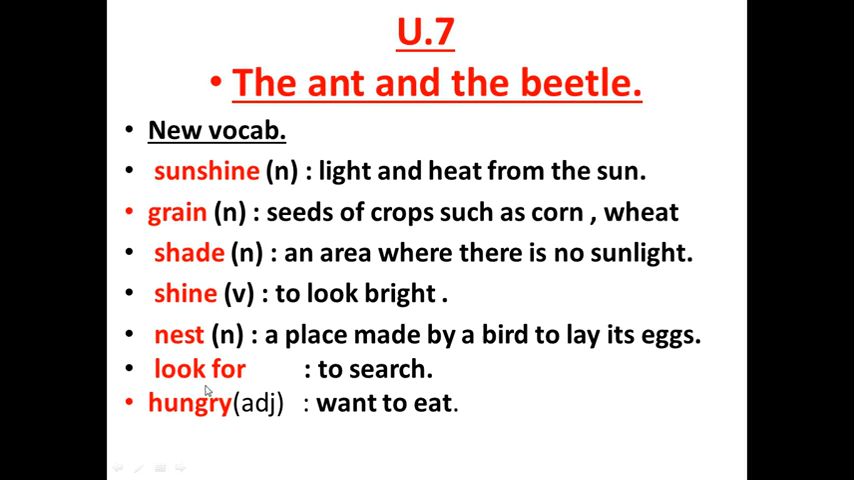 U.7
• The ant and the beetle.
• New vocab.
• sunshine (n) : light and heat from the sun.
• grain (n) : seeds of crops such as corn , wheat
• shade (n) : an area where there is no sunlight.
• shine (v) : to look bright .
• nest (n) : a place made by a bird to lay its eggs.
• look for : to search.
• hungry(adj) : want to eat.